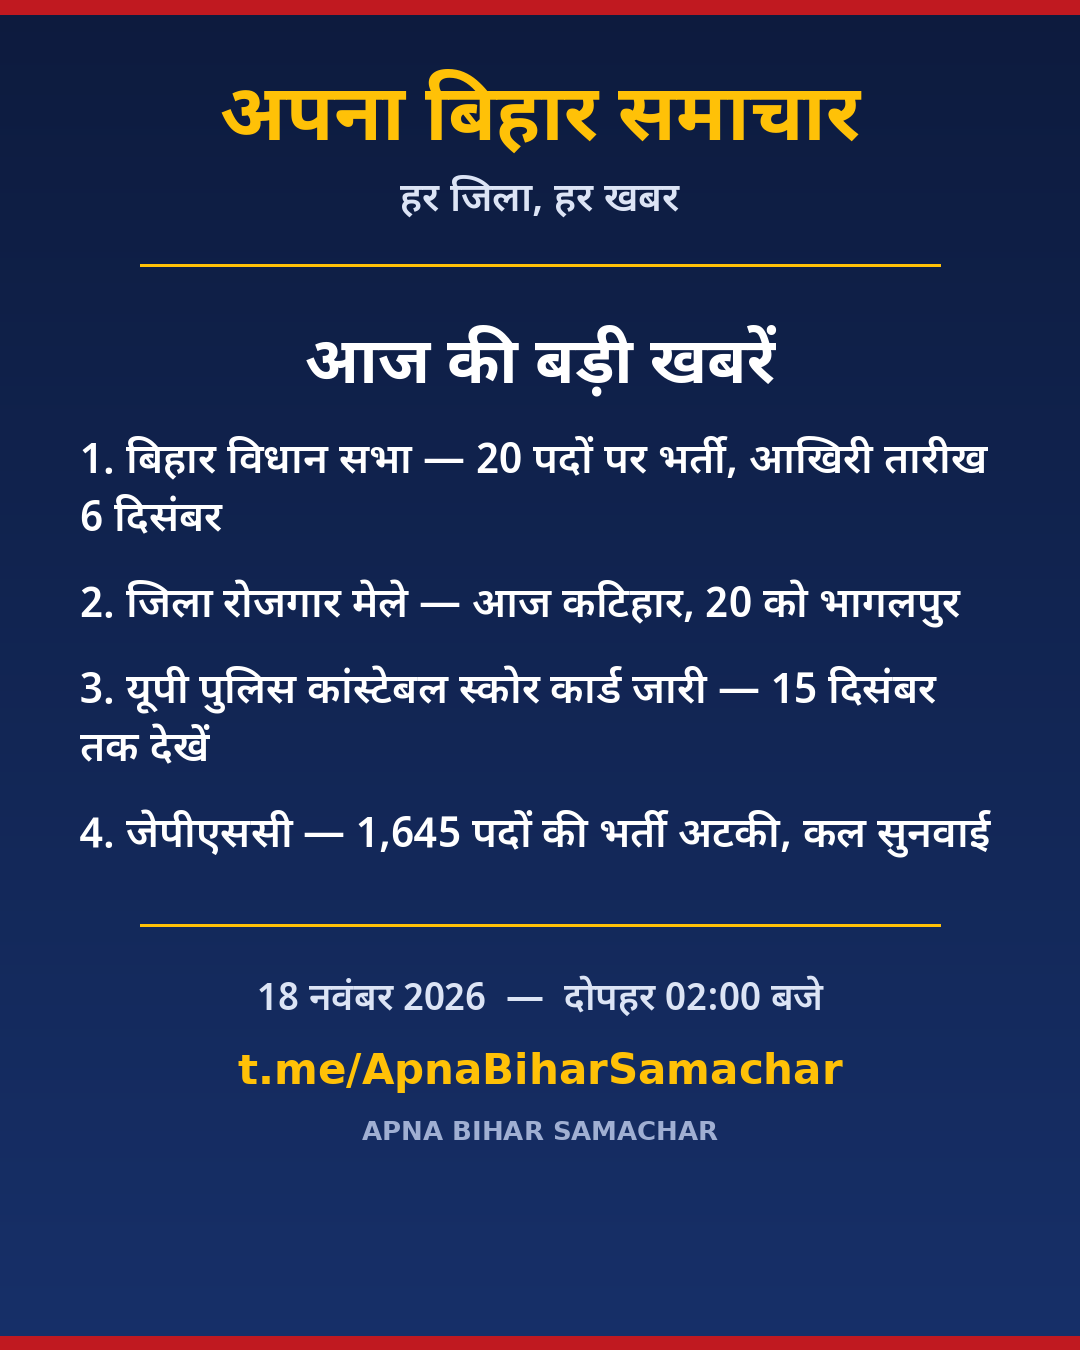 अपना बिहार समाचार
हर जिला, हर खबर
आज की बड़ी खबरें
1. बिहार विधान सभा — 20 पदों पर भर्ती, आखिरी तारीख
6 दिसंबर
2. जिला रोजगार मेले — आज कटिहार, 20 को भागलपुर
3. यूपी पुलिस कांस्टेबल स्कोर कार्ड जारी — 15 दिसंबर
तक देखें
4. जेपीएससी — 1,645 पदों की भर्ती अटकी, कल सुनवाई
18 नवंबर 2026 — दोपहर 02:00 बजे
t.me/ApnaBiharSamachar
APNA BIHAR SAMACHAR